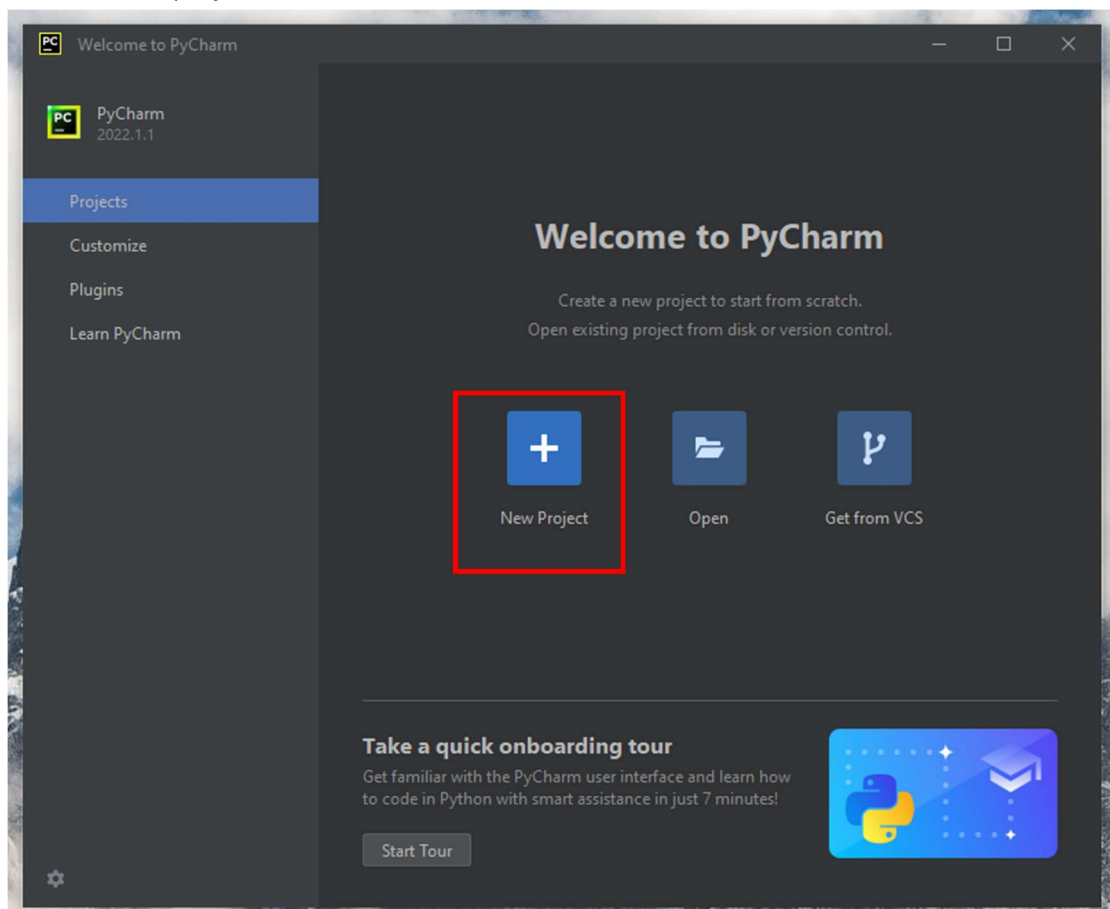 Welcome to PyCharm
PyCharm
2022.1.1
Projects
Customize
Plugins
Learn PyCharm
Welcome to PyCharm
Create a new project to start from scratch.
Open existing project from disk or version control.
New Project
Open
Get from VCS
Take a quick onboarding tour
Get familiar with the PyCharm user interface and learn how
to code in Python with smart assistance in just 7 minutes!
Start Tour